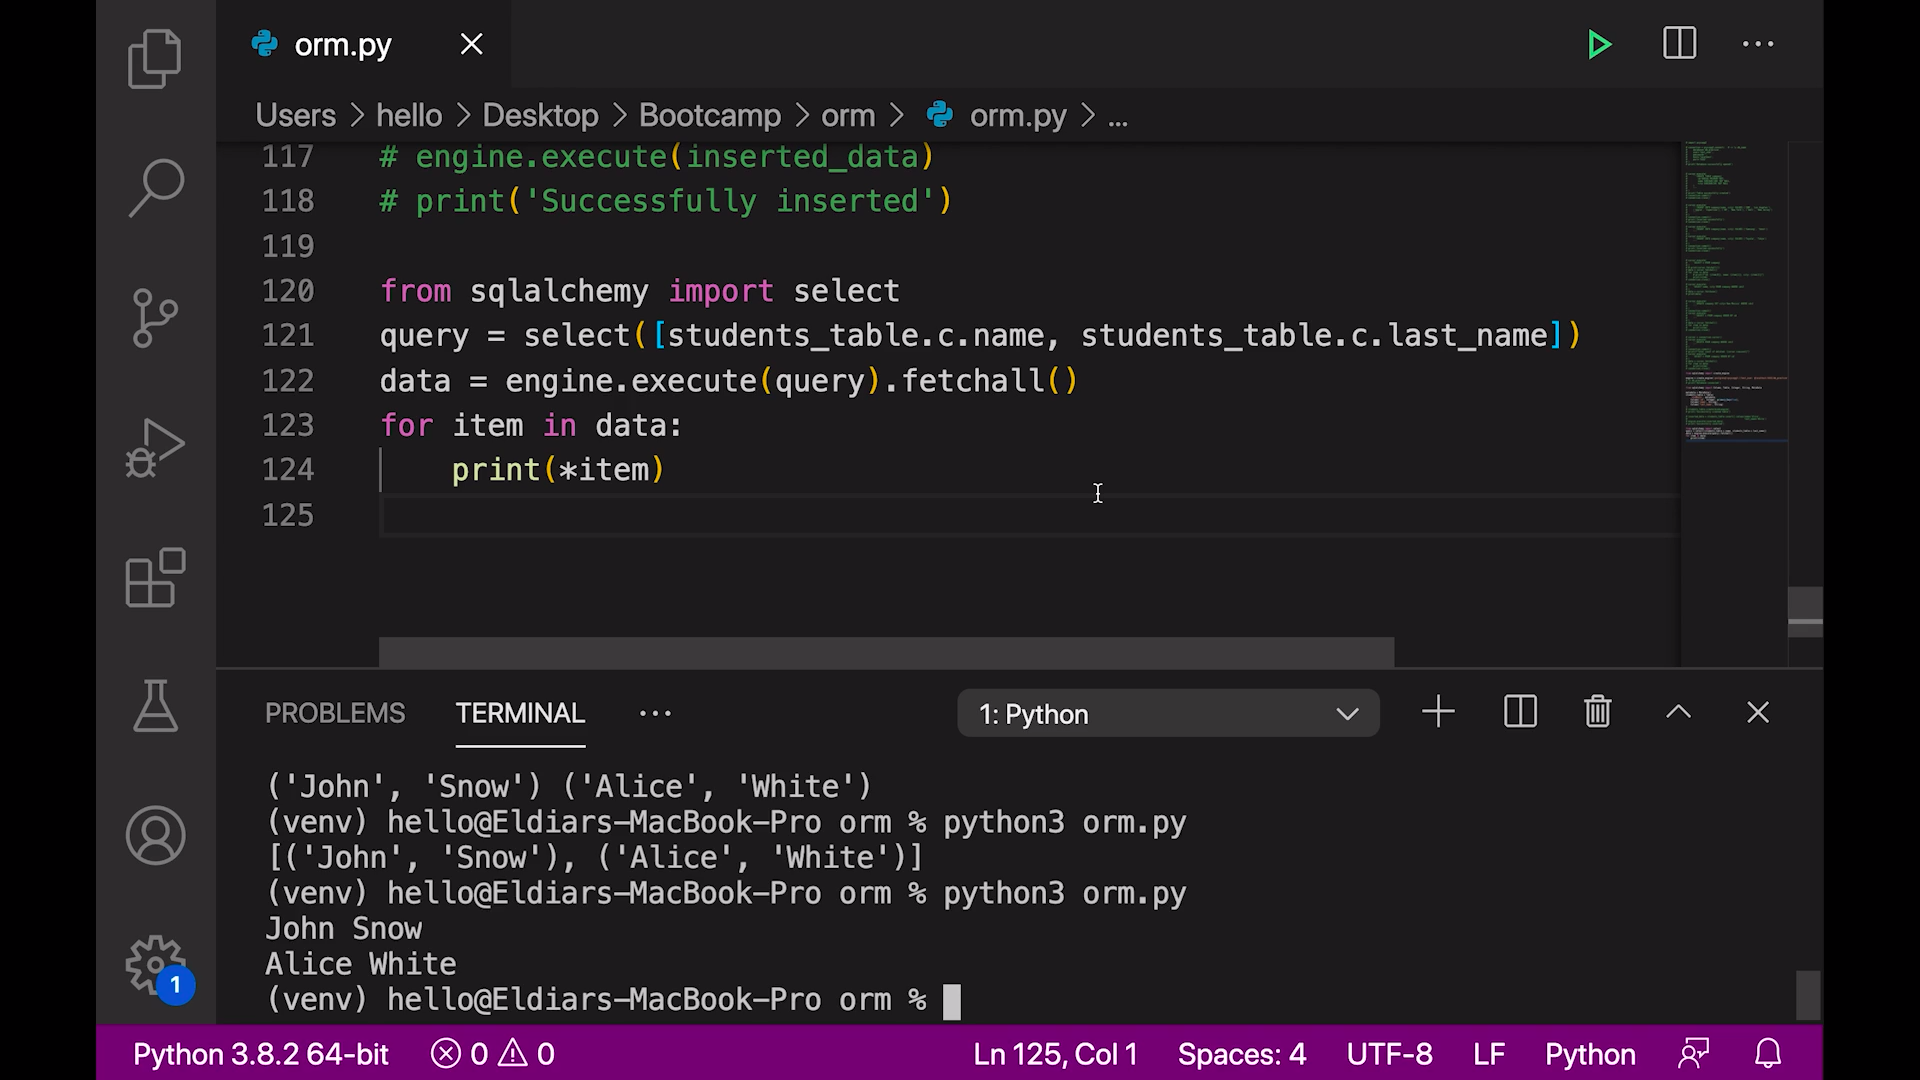 orm.py
Users > hello > Desktop > Bootcamp > orm > orm.py > ...
117 # engine.execute(inserted_data)
118 # print('Successfully inserted')
119
120 from sqlalchemy import select
121 query = select([students_table.c.name, students_table.c.last_name])
122 data = engine.execute(query).fetchall()
123 for item in data:
124     print(*item)
125
PROBLEMS TERMINAL ... 1: Python
('John', 'Snow') ('Alice', 'White')
(venv) hello@Eldiars-MacBook-Pro orm % python3 orm.py
[('John', 'Snow'), ('Alice', 'White')]
(venv) hello@Eldiars-MacBook-Pro orm % python3 orm.py
John Snow
Alice White
(venv) hello@Eldiars-MacBook-Pro orm %
1
Python 3.8.2 64-bit 0 0 Ln 125, Col 1 Spaces: 4 UTF-8 LF Python